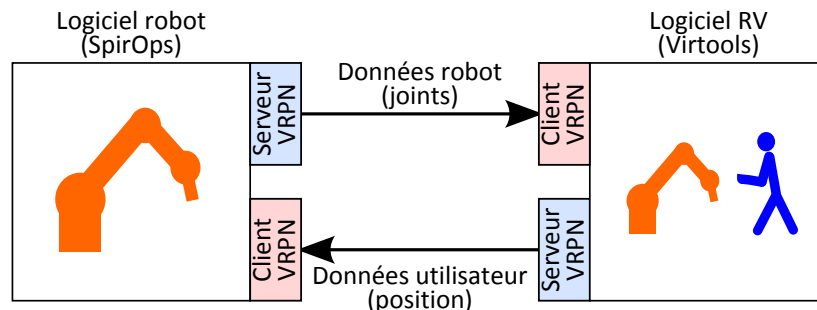 Logiciel robot
(SpirOps)
Logiciel RV
(Virtools)
Serveur
VRPN
Données robot
(joints)
Client
VRPN
Client
VRPN
Données utilisateur
(position)
Serveur
VRPN